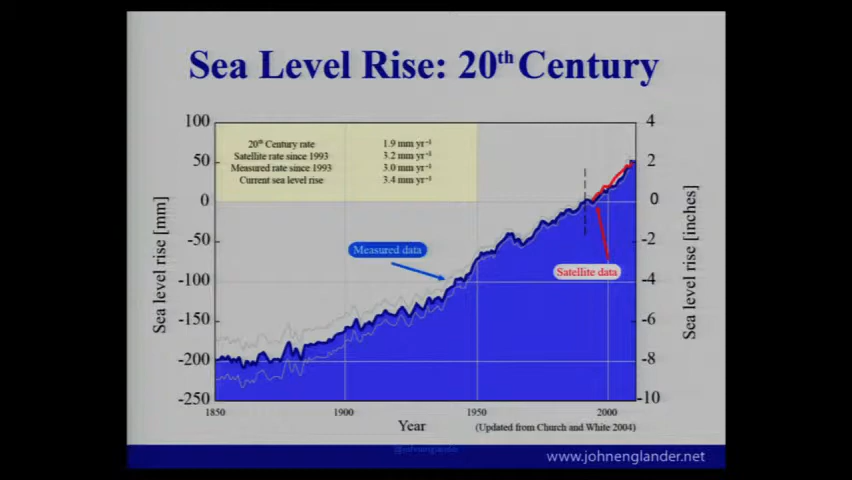 Sea Level Rise: 20th Century
100
50
0
-50
-100
-150
-200
-250
Sea level rise [mm]
20th Century rate 1.9 mm yr-1
Satellite rate since 1993 3.2 mm yr-1
Measured rate since 1993 3.0 mm yr-1
Current sea level rise 3.4 mm yr-1
Measured data
Satellite data
4
2
0
-2
-4
-6
-8
-10
Sea level rise [inches]
1850 1900 1950 2000
Year
(Updated from Church and White 2004)
@johnenglander
www.johnenglander.net